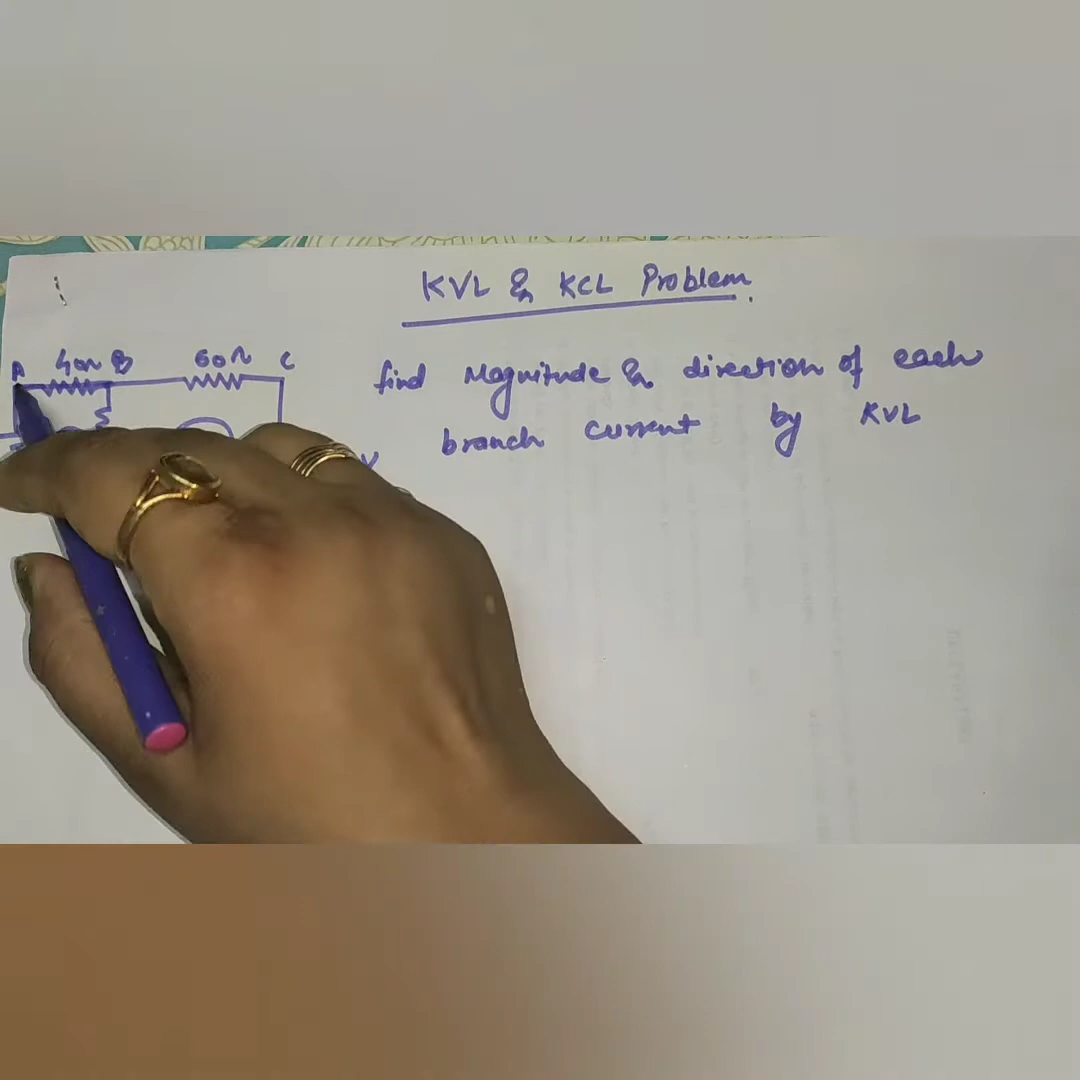 KVL & KCL Problem.
A 40Ω B 60Ω C
find Magnitude & direction of each
branch current by KVL
V